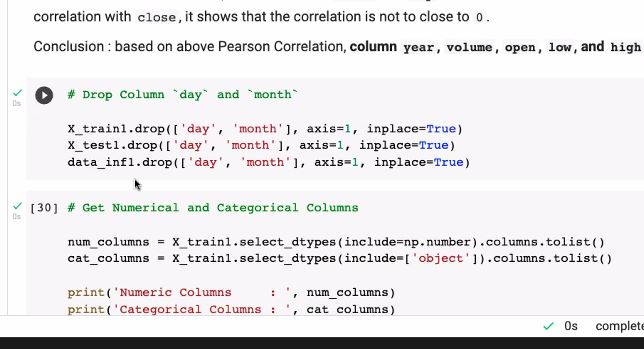 correlation with close, it shows that the correlation is not to close to 0.
Conclusion : based on above Pearson Correlation, column year, volume, open, low, and high
0s
# Drop Column `day` and `month`
X_train1.drop(['day', 'month'], axis=1, inplace=True)
X_test1.drop(['day', 'month'], axis=1, inplace=True)
data_inf1.drop(['day', 'month'], axis=1, inplace=True)
0s
[30] # Get Numerical and Categorical Columns
num_columns = X_train1.select_dtypes(include=np.number).columns.tolist()
cat_columns = X_train1.select_dtypes(include=['object']).columns.tolist()
print('Numeric Columns     : ', num_columns)
print('Categorical Columns : ', cat_columns)
0s complete